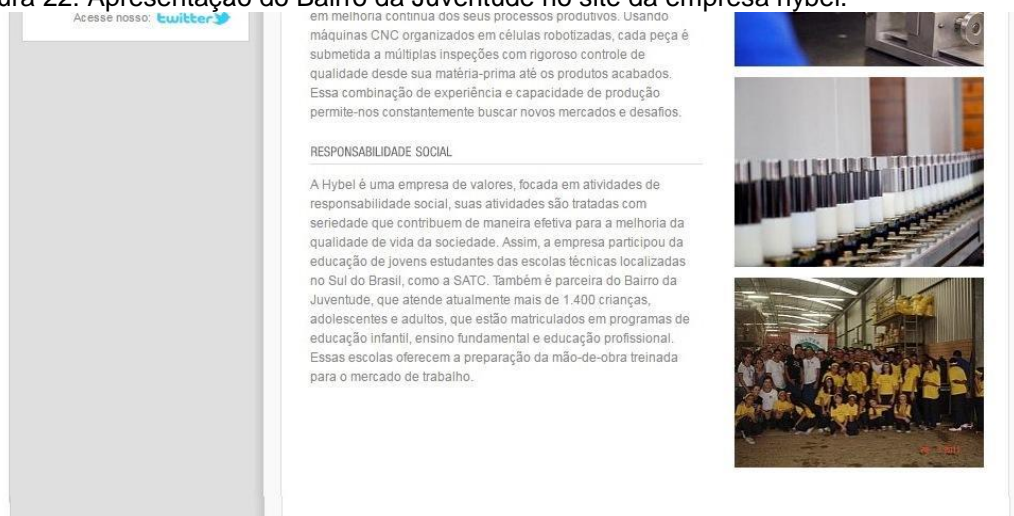 ura 22: Apresentação do Bairro da Juventude no site da empresa hybel.
Acesse nosso: twitter
em melhoria contínua dos seus processos produtivos. Usando
máquinas CNC organizados em células robotizadas, cada peça é
submetida a múltiplas inspeções com rigoroso controle de
qualidade desde sua matéria-prima até os produtos acabados.
Essa combinação de experiência e capacidade de produção
permite-nos constantemente buscar novos mercados e desafios.
RESPONSABILIDADE SOCIAL
A Hybel é uma empresa de valores, focada em atividades de
responsabilidade social, suas atividades são tratadas com
seriedade que contribuem de maneira efetiva para a melhoria da
qualidade de vida da sociedade. Assim, a empresa participou da
educação de jovens estudantes das escolas técnicas localizadas
no Sul do Brasil, como a SATC. Também é parceira do Bairro da
Juventude, que atende atualmente mais de 1.400 crianças,
adolescentes e adultos, que estão matriculados em programas de
educação infantil, ensino fundamental e educação profissional.
Essas escolas oferecem a preparação da mão-de-obra treinada
para o mercado de trabalho.